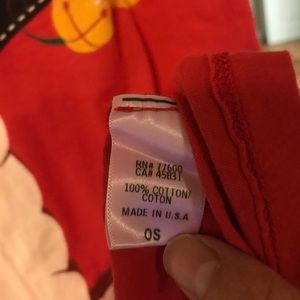 RN# 77600
CA# 45831
100% COTTON/
COTON
MADE IN U.S.A
OS